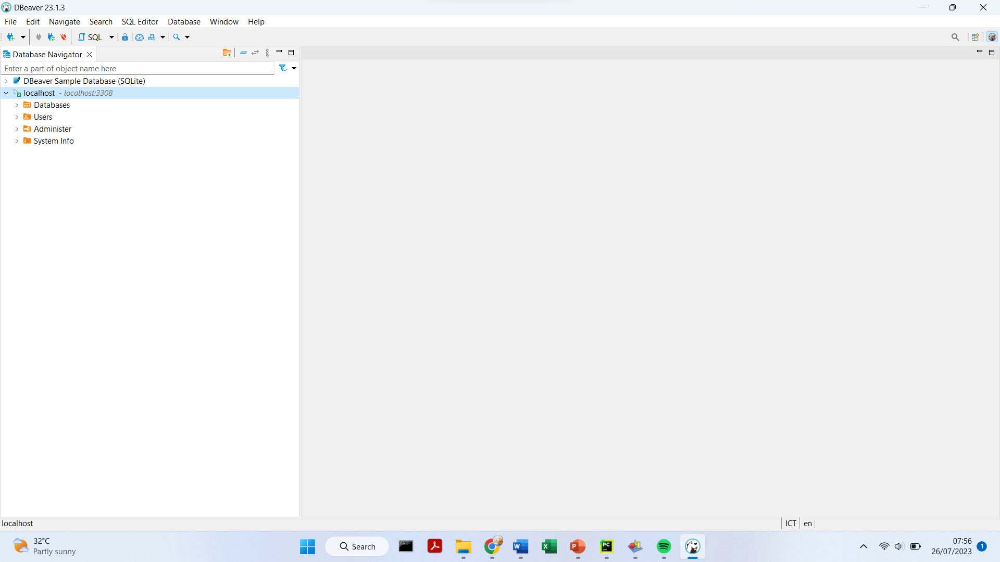 DBeaver 23.1.3
File Edit Navigate Search SQL Editor Database Window Help
SQL
Database Navigator
Enter a part of object name here
DBeaver Sample Database (SQLite)
localhost - localhost:3308
Databases
Users
Administer
System Info
localhost
ICT en
32°C
Partly sunny
Search
W
X
P
PC
07:56
26/07/2023
1